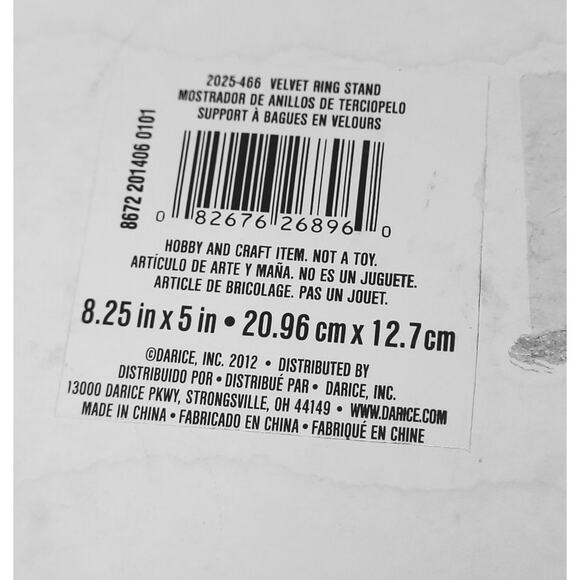 2025-466 VELVET RING STAND
MOSTRADOR DE ANILLOS DE TERCIOPELO
SUPPORT À BAGUES EN VELOURS
8672 201406 0101
0 82676 26896 0
HOBBY AND CRAFT ITEM. NOT A TOY.
ARTÍCULO DE ARTE Y MAÑA. NO ES UN JUGUETE.
ARTICLE DE BRICOLAGE. PAS UN JOUET.
8.25 in x 5 in • 20.96 cm x 12.7cm
©DARICE, INC. 2012 • DISTRIBUTED BY
DISTRIBUIDO POR • DISTRIBUÉ PAR • DARICE, INC.
13000 DARICE PKWY, STRONGSVILLE, OH 44149 • WWW.DARICE.COM
MADE IN CHINA • FABRICADO EN CHINA • FABRIQUÉ EN CHINE